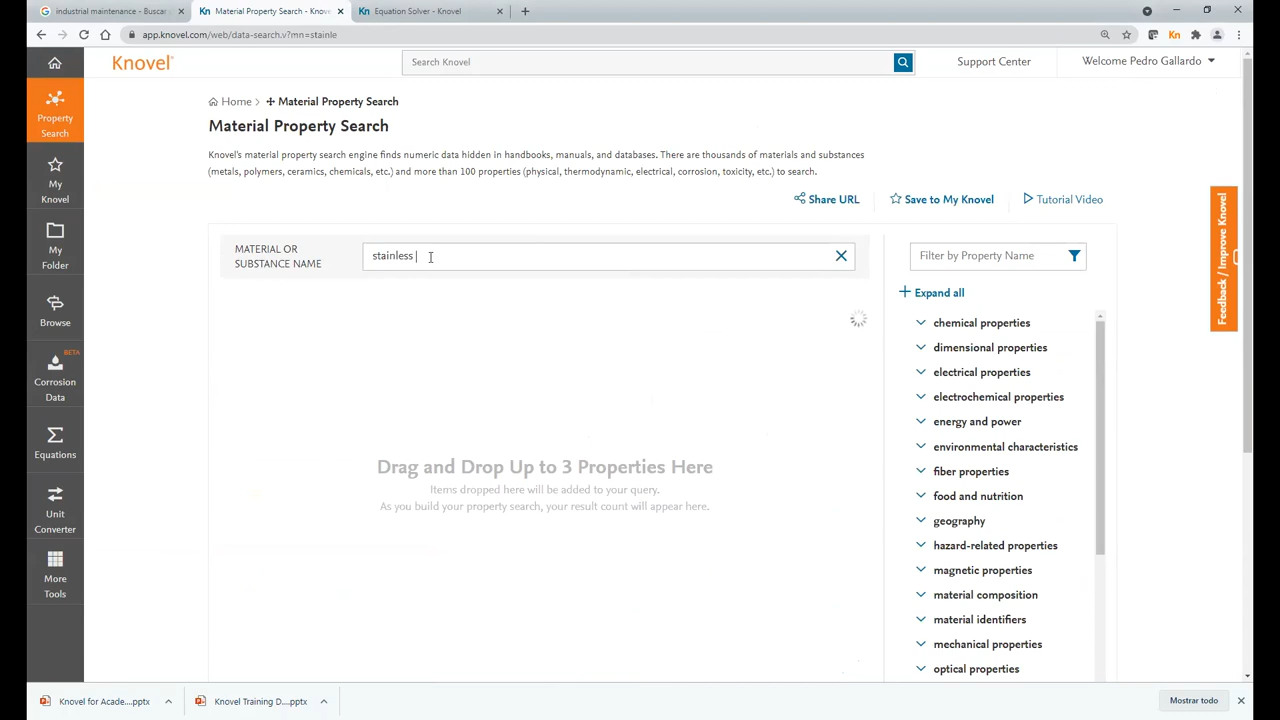 industrial maintenance - Buscar p
Material Property Search - Knove
Kn Equation Solver - Knovel
app.knovel.com/web/data-search.v?mn=stainle
Kn
Knovel
Search Knovel
Support Center
Welcome Pedro Gallardo
Property
Search
My
Knovel
My
Folder
Browse
BETA
Corrosion
Data
Equations
Unit
Converter
More
Tools
Home > Material Property Search
Material Property Search
Knovel's material property search engine finds numeric data hidden in handbooks, manuals, and databases. There are thousands of materials and substances
(metals, polymers, ceramics, chemicals, etc.) and more than 100 properties (physical, thermodynamic, electrical, corrosion, toxicity, etc.) to search.
Share URL
Save to My Knovel
Tutorial Video
MATERIAL OR
SUBSTANCE NAME
stainless
Drag and Drop Up to 3 Properties Here
Items dropped here will be added to your query.
As you build your property search, your result count will appear here.
Filter by Property Name
Expand all
chemical properties
dimensional properties
electrical properties
electrochemical properties
energy and power
environmental characteristics
fiber properties
food and nutrition
geography
hazard-related properties
magnetic properties
material composition
material identifiers
mechanical properties
optical properties
Feedback / Improve Knovel
Knovel for Acade....pptx
Knovel Training D....pptx
Mostrar todo